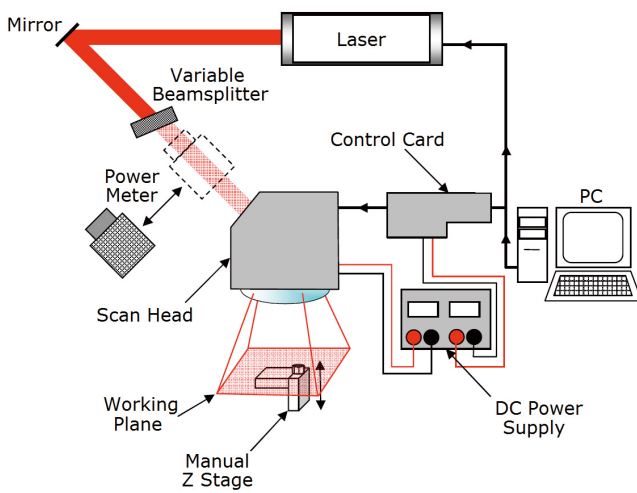 Mirror
Laser
Variable
Beamsplitter
Control Card
Power
Meter
PC
Scan Head
Working
Plane
Manual
Z Stage
DC Power
Supply